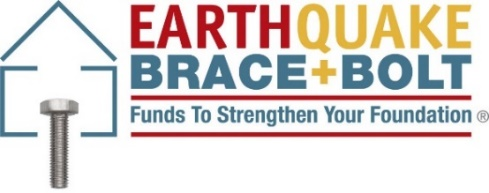 EARTHQUAKE
BRACE+BOLT
Funds To Strengthen Your Foundation ®